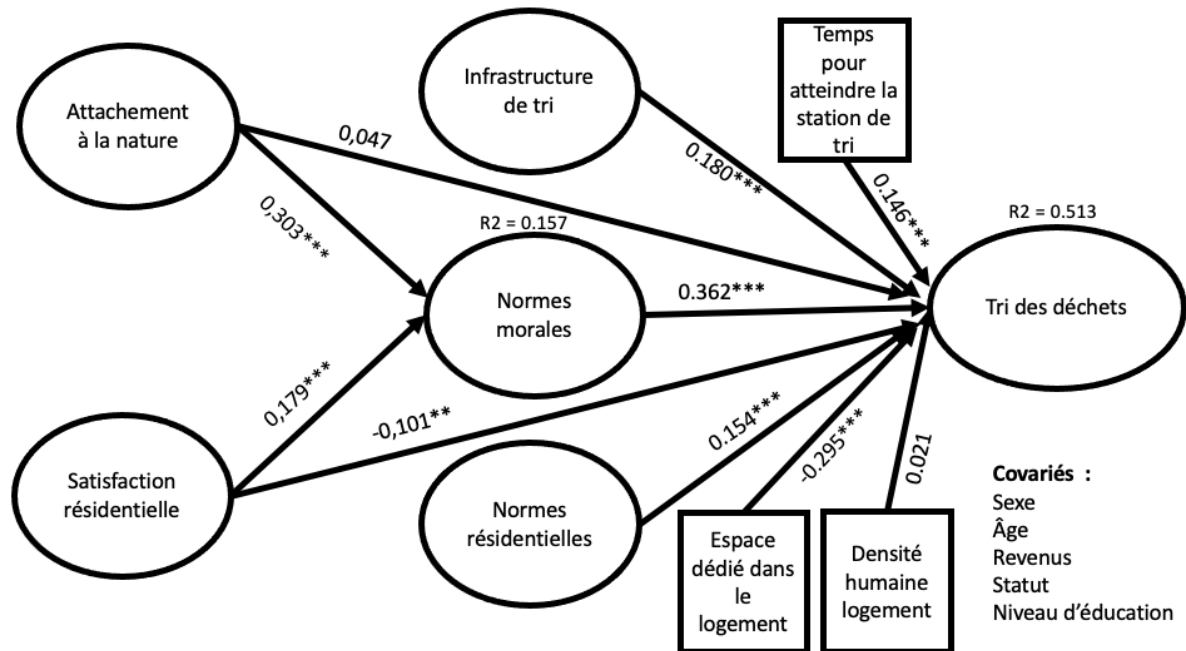 Attachement
à la nature
Infrastructure
de tri
Temps
pour
atteindre la
station de
tri
0,047
0.180***
0.146***
0,303***
R2 = 0.157
R2 = 0.513
Normes
morales
0.362***
Tri des déchets
0,179***
-0,101**
0.154***
-0.295***
0.021
Satisfaction
résidentielle
Normes
résidentielles
Espace
dédié dans
le
logement
Densité
humaine
logement
Covariés :
Sexe
Âge
Revenus
Statut
Niveau d'éducation